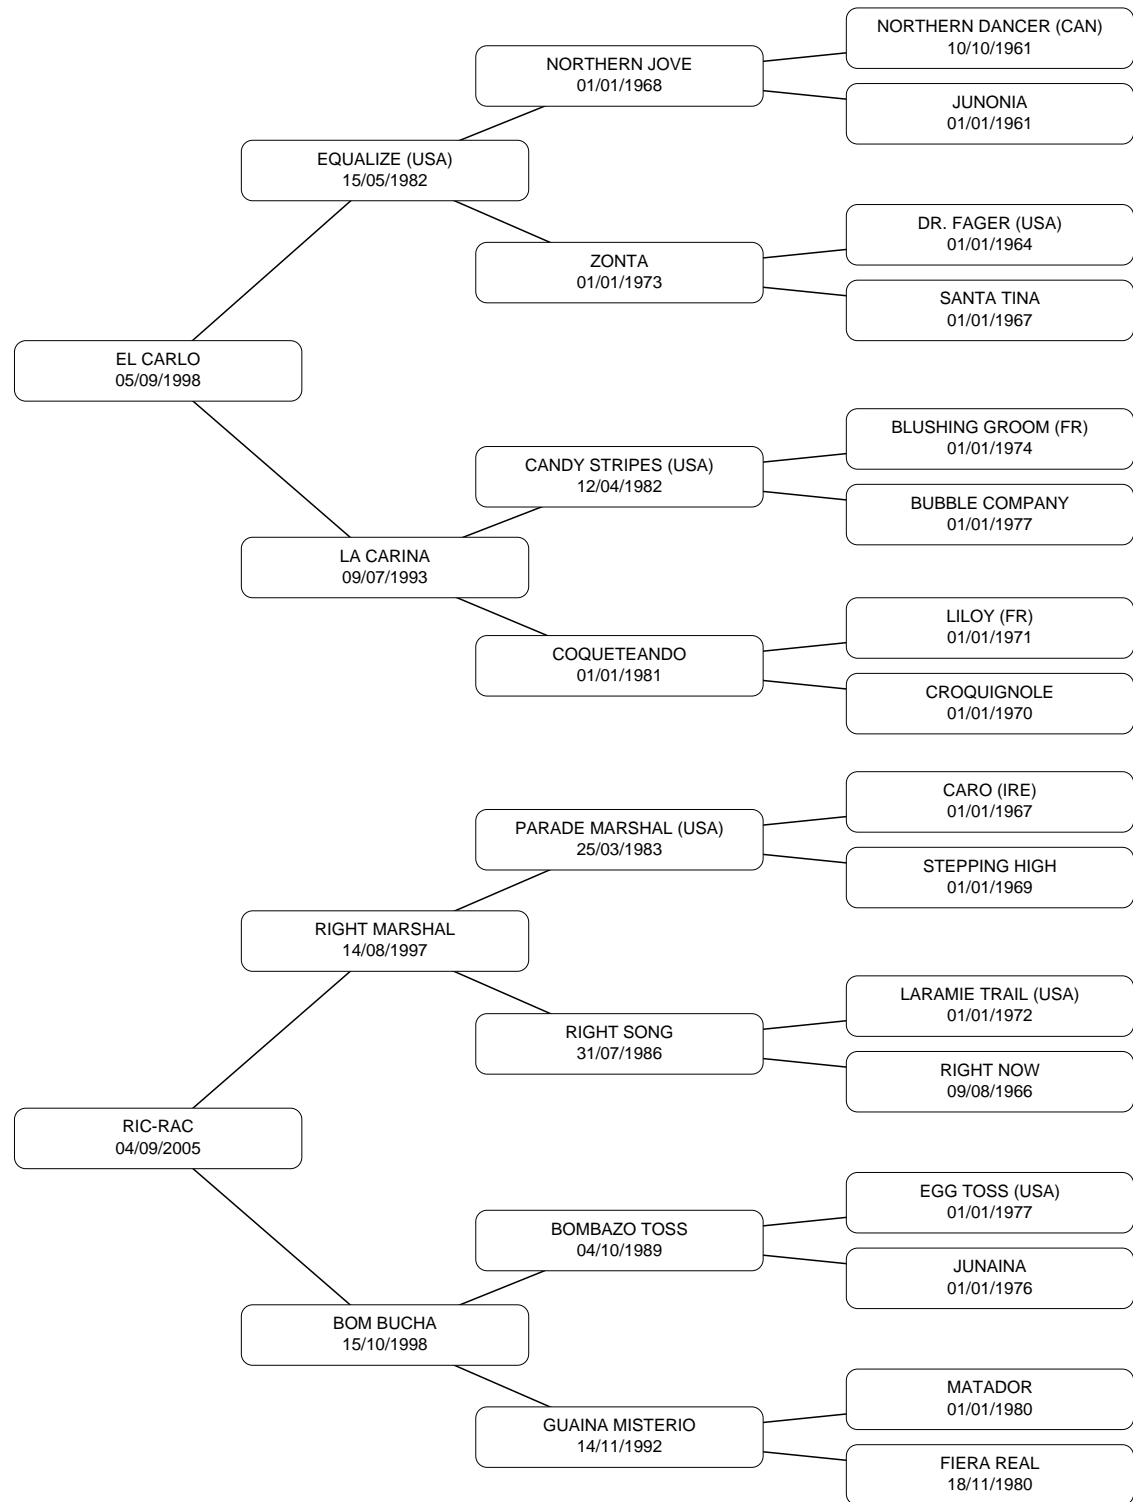 NORTHERN DANCER (CAN)
10/10/1961
NORTHERN JOVE
01/01/1968
JUNONIA
01/01/1961
EQUALIZE (USA)
15/05/1982
DR. FAGER (USA)
01/01/1964
ZONTA
01/01/1973
SANTA TINA
01/01/1967
EL CARLO
05/09/1998
BLUSHING GROOM (FR)
01/01/1974
CANDY STRIPES (USA)
12/04/1982
BUBBLE COMPANY
01/01/1977
LA CARINA
09/07/1993
LILOY (FR)
01/01/1971
COQUETEANDO
01/01/1981
CROQUIGNOLE
01/01/1970
CARO (IRE)
01/01/1967
PARADE MARSHAL (USA)
25/03/1983
STEPPING HIGH
01/01/1969
RIGHT MARSHAL
14/08/1997
LARAMIE TRAIL (USA)
01/01/1972
RIGHT SONG
31/07/1986
RIGHT NOW
09/08/1966
RIC-RAC
04/09/2005
EGG TOSS (USA)
01/01/1977
BOMBAZO TOSS
04/10/1989
JUNAINA
01/01/1976
BOM BUCHA
15/10/1998
MATADOR
01/01/1980
GUAINA MISTERIO
14/11/1992
FIERA REAL
18/11/1980